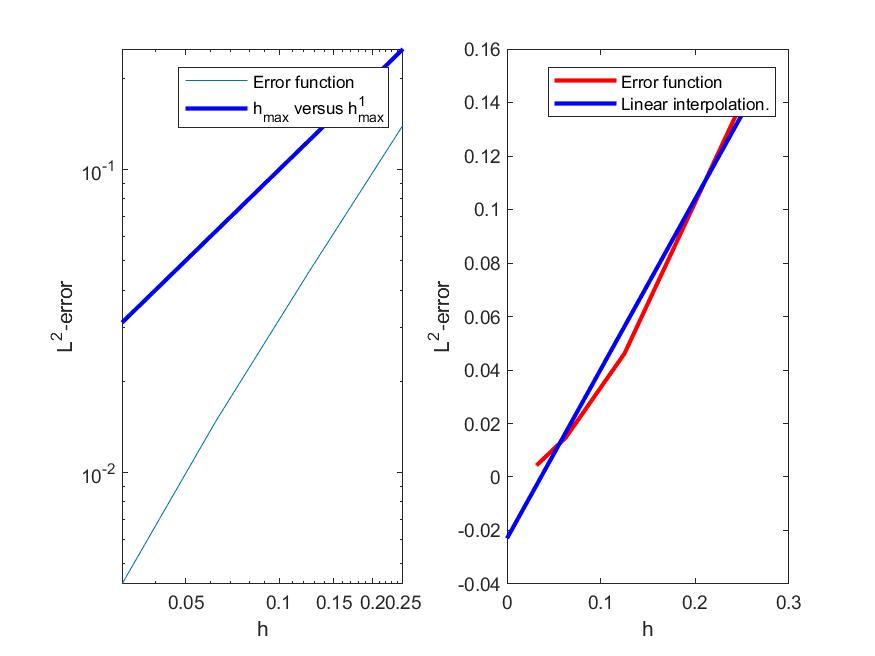 Error function
h_max versus h^1_max
10^-1
10^-2
L^2-error
0.05
0.1
0.15
0.20
0.25
h
0.16
Error function
Linear interpolation.
0.14
0.12
0.1
0.08
0.06
0.04
0.02
0
-0.02
-0.04
L^2-error
0
0.1
0.2
0.3
h